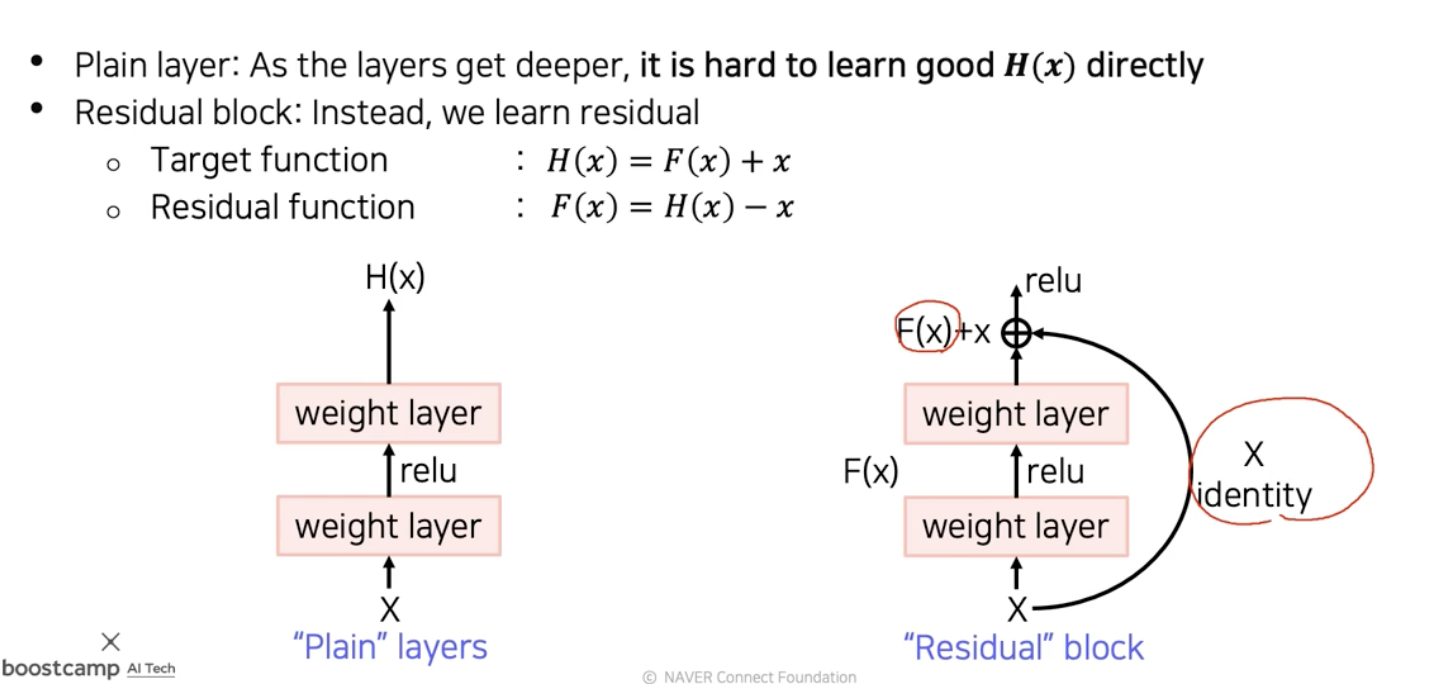 • Plain layer: As the layers get deeper, it is hard to learn good H(x) directly
• Residual block: Instead, we learn residual
○ Target function : H(x) = F(x) + x
○ Residual function : F(x) = H(x) − x
H(x)
weight layer
relu
weight layer
X
"Plain" layers
relu
F(x)+x
weight layer
F(x)
relu
X
identity
weight layer
X
"Residual" block
boostcamp AI Tech
© NAVER Connect Foundation